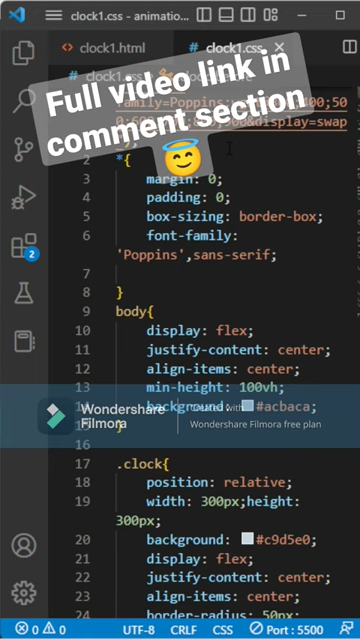 clock1.css - animatio...
clock1.html
clock1.css
clock1.css
Full video link in
comment section
family=Poppins
400;50
&display=swap
2 *{
3 margin: 0;
4 padding: 0;
5 box-sizing: border-box;
6 font-family:
'Poppins',sans-serif;
7
8 }
9 body{
10 display: flex;
11 justify-content: center;
12 align-items: center;
13 min-height: 100vh;
14 background: #acbaca;
Wondershare
Filmora
Created with
Wondershare Filmora free plan
}
17 .clock{
18 position: relative;
19 width: 300px;height:
300px;
20 background: #c9d5e0;
21 display: flex;
22 justify-content: center;
23 align-items: center;
24 border-radius: 50px;
2
0 0 UTF-8 CRLF CSS Port : 5500